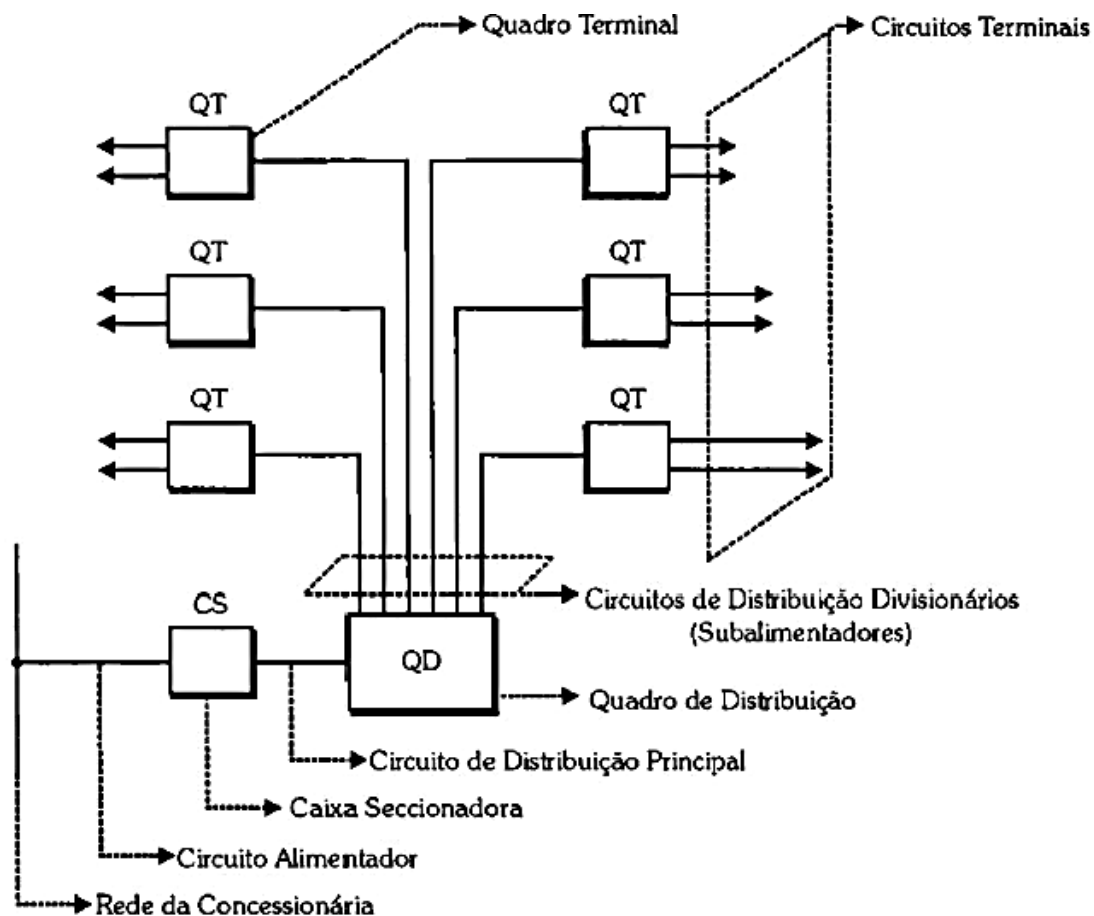 Quadro Terminal
Circuitos Terminais
QT
QT
QT
QT
QT
QT
Circuitos de Distribuição Divisionários
(Subalimentadores)
CS
QD
Quadro de Distribuição
Circuito de Distribuição Principal
Caixa Seccionadora
Circuito Alimentador
Rede da Concessionária